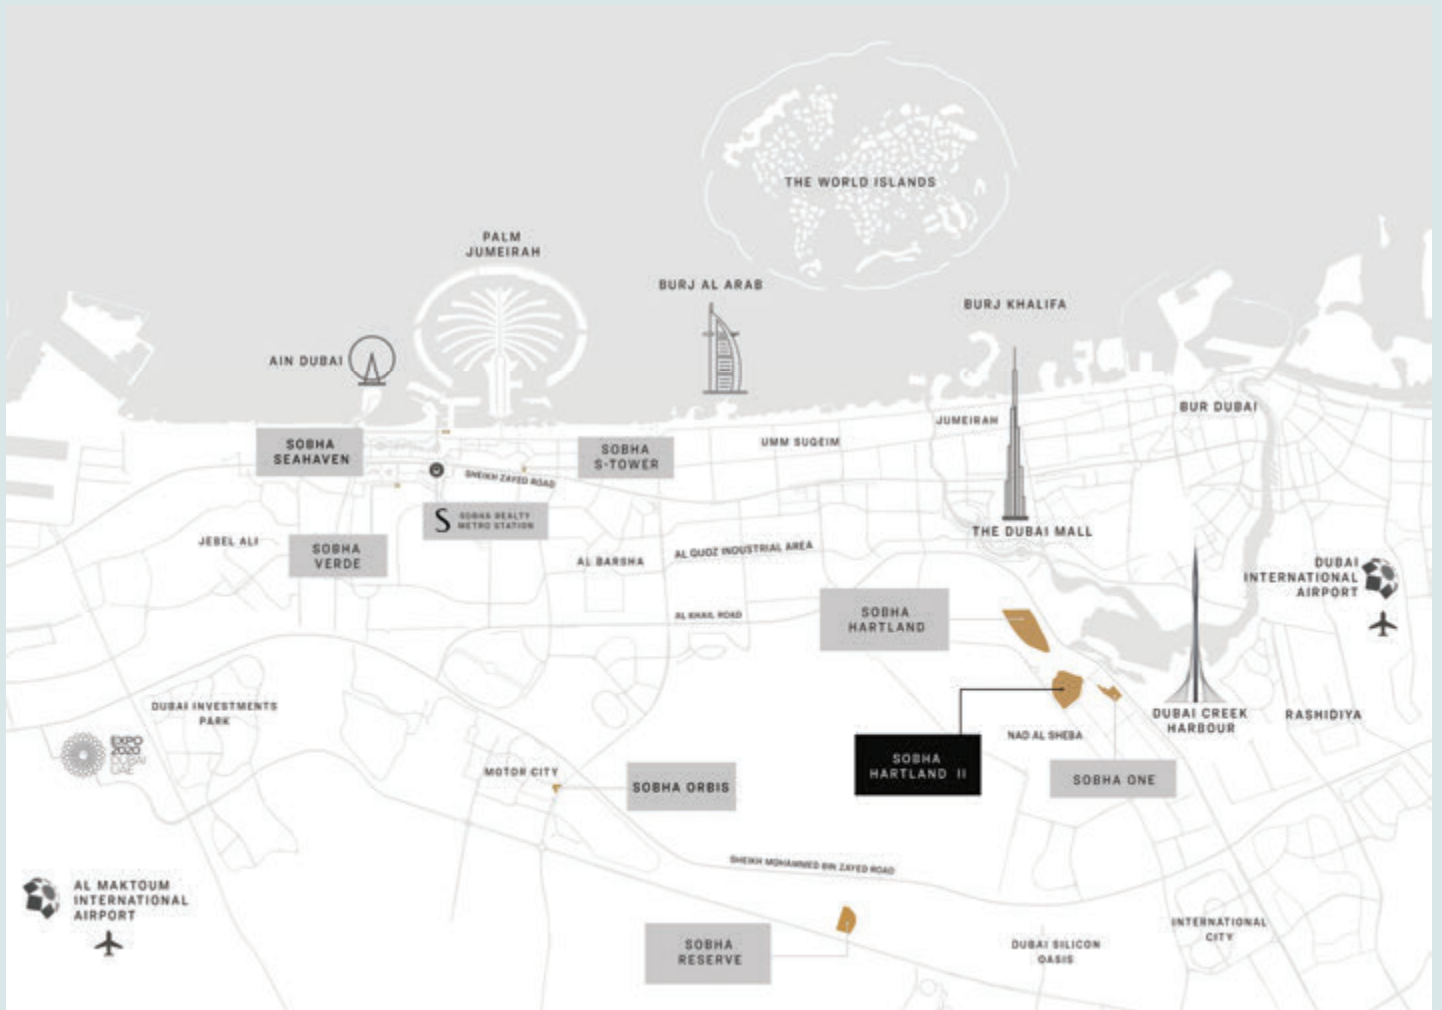 THE WORLD ISLANDS
PALM
JUMEIRAH
BURJ AL ARAB
BURJ KHALIFA
AIN DUBAI
BUR DUBAI
JUMEIRAH
SOBHA
SEAHAVEN
SOBHA
S-TOWER
UMM SUQEIM
SHEIKH ZAYED ROAD
S
SOBHA REALTY
METRO STATION
THE DUBAI MALL
JEBEL ALI
SOBHA
VERDE
AL BARSHA
AL QUOZ INDUSTRIAL AREA
DUBAI
INTERNATIONAL
AIRPORT
SOBHA
HARTLAND
AL KHAIL ROAD
DUBAI INVESTMENTS
PARK
DUBAI CREEK
HARBOUR
RASHIDIYA
EXPO
2020
DUBAI
UAE
NAD AL SHEBA
SOBHA
HARTLAND II
SOBHA ONE
MOTOR CITY
SOBHA ORBIS
SHEIKH MOHAMMED BIN ZAYED ROAD
AL MAKTOUM
INTERNATIONAL
AIRPORT
SOBHA
RESERVE
DUBAI SILICON
OASIS
INTERNATIONAL
CITY